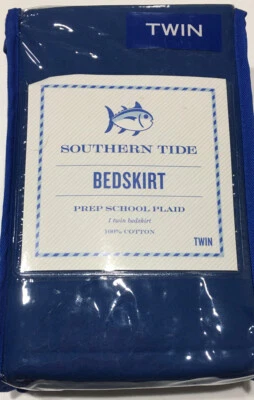 TWIN
SOUTHERN TIDE
BEDSKIRT
PREP SCHOOL PLAID
1 twin bedskirt
100% COTTON
TWIN